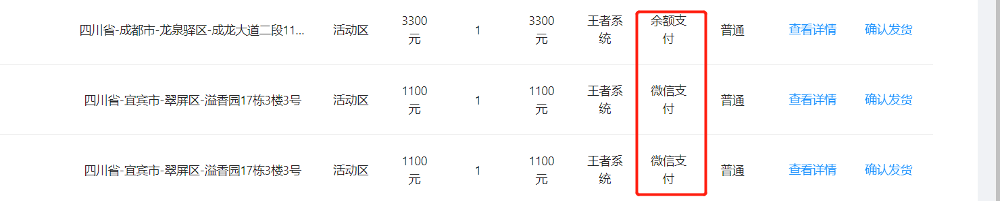 四川省-成都市-龙泉驿区-成龙大道二段11... 活动区 3300元 1 3300元 王者系统 余额支付 普通 查看详情 确认发货
四川省-宜宾市-翠屏区-溢香园17栋3楼3号 活动区 1100元 1 1100元 王者系统 微信支付 普通 查看详情 确认发货
四川省-宜宾市-翠屏区-溢香园17栋3楼3号 活动区 1100元 1 1100元 王者系统 微信支付 普通 查看详情 确认发货